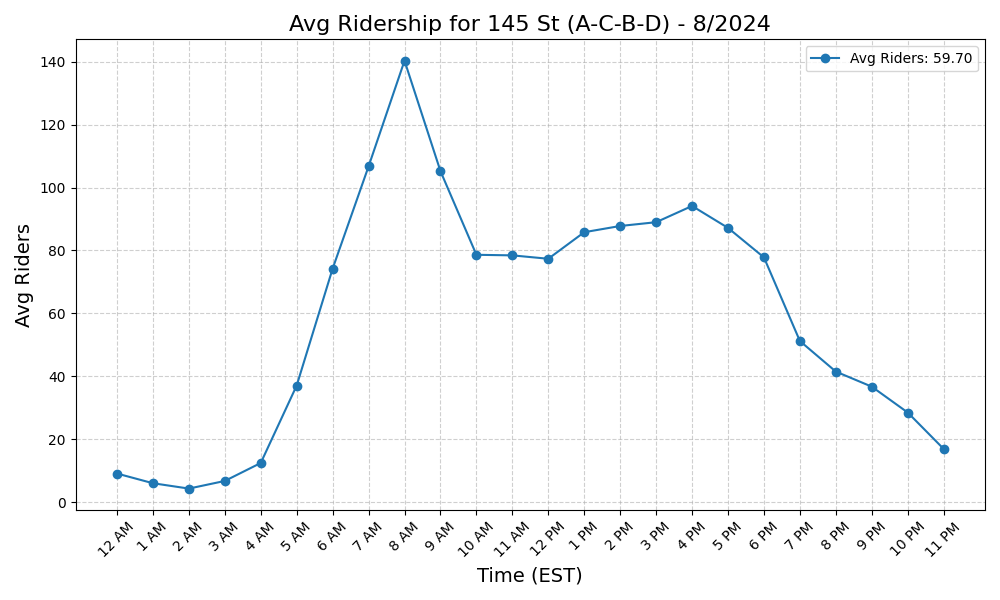 Avg Ridership for 145 St (A-C-B-D) - 8/2024
Avg Riders: 59.70
Avg Riders
140
120
100
80
60
40
20
0
12 AM
1 AM
2 AM
3 AM
4 AM
5 AM
6 AM
7 AM
8 AM
9 AM
10 AM
11 AM
12 PM
1 PM
2 PM
3 PM
4 PM
5 PM
6 PM
7 PM
8 PM
9 PM
10 PM
11 PM
Time (EST)